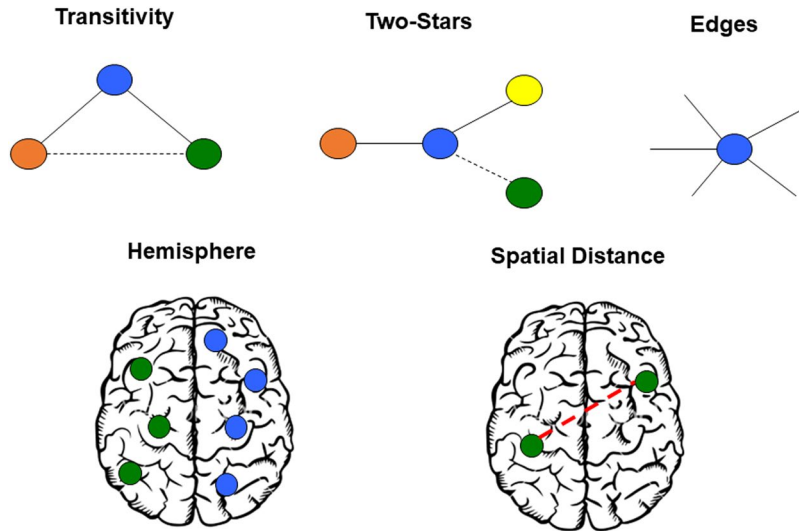 Transitivity
Two-Stars
Edges
Hemisphere
Spatial Distance